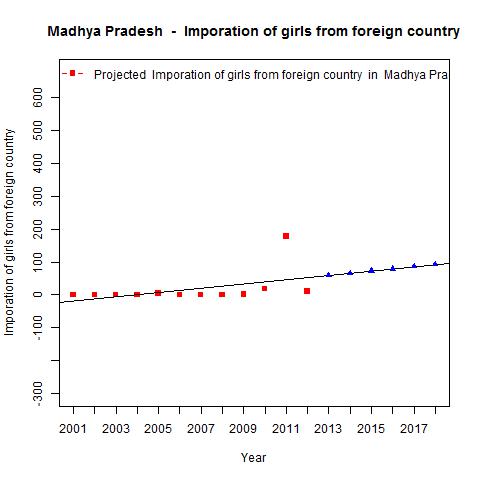 Madhya Pradesh - Imporation of girls from foreign country
Projected Imporation of girls from foreign country in Madhya Pra
Imporation of girls from foreign country
600
500
400
300
200
100
0
-100
-300
2001 2003 2005 2007 2009 2011 2013 2015 2017
Year